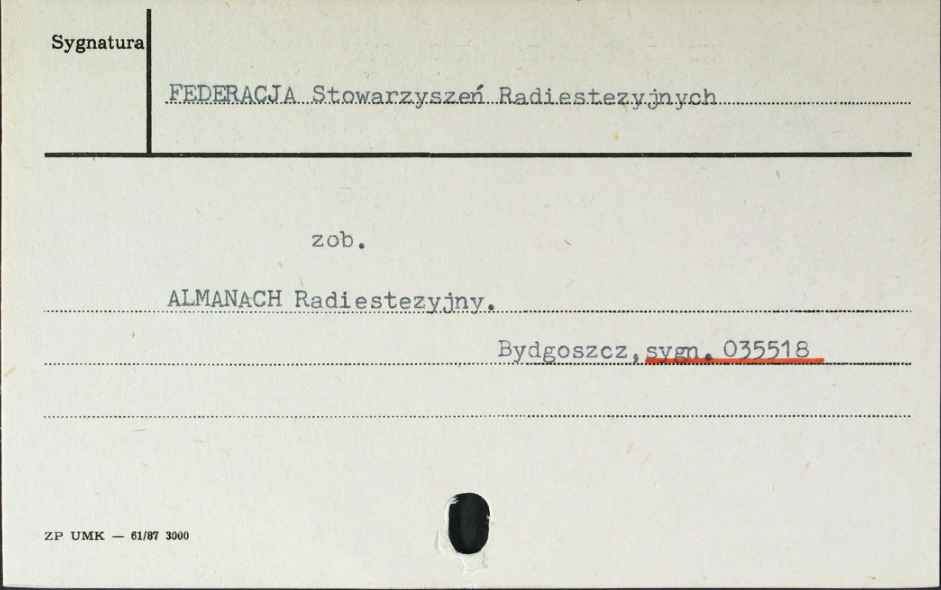 Sygnatura
FEDERACJA Stowarzyszeń Radiestezyjnych
zob.
ALMANACH Radiestezyjny.
Bydgoszcz, sygn. 035518
ZP UMK — 61/87 3000